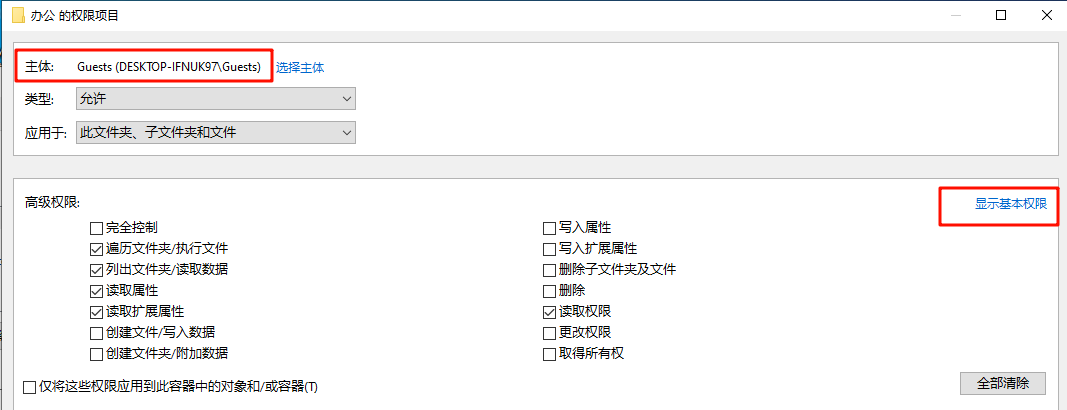 办公 的权限项目
主体: Guests (DESKTOP-IFNUK97\Guests) 选择主体
类型: 允许
应用于: 此文件夹、子文件夹和文件
高级权限: 显示基本权限
完全控制 写入属性
遍历文件夹/执行文件 写入扩展属性
列出文件夹/读取数据 删除子文件夹及文件
读取属性 删除
读取扩展属性 读取权限
创建文件/写入数据 更改权限
创建文件夹/附加数据 取得所有权
仅将这些权限应用到此容器中的对象和/或容器(T) 全部清除